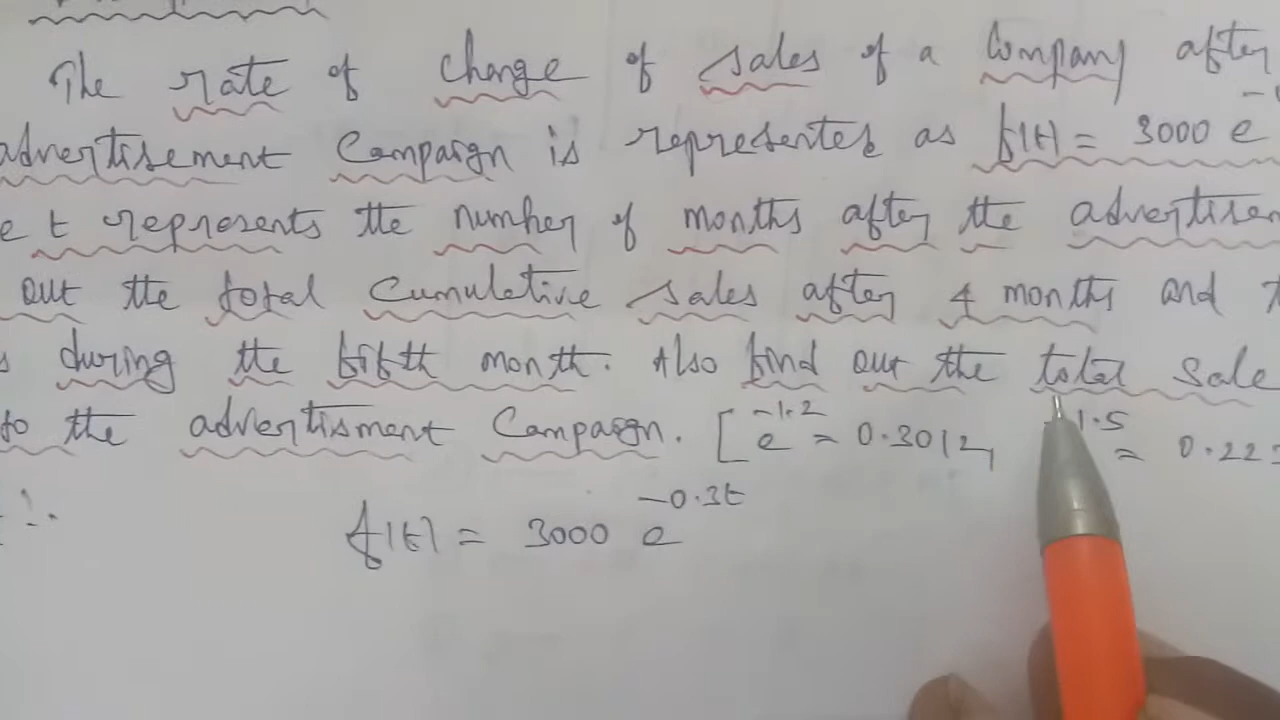 The rate of change of sales of a Company after
advertisement Campaign is represented as f(t) = 3000 e
e t represents the number of months after the advertisem
out the total Cumulative sales after 4 months and
s during the fifth month. Also find out the total Sale
to the advertisment Campaign. [e^-1.2 = 0.3012, ^-1.5 = 0.22
f(t) = 3000 e^-0.3t